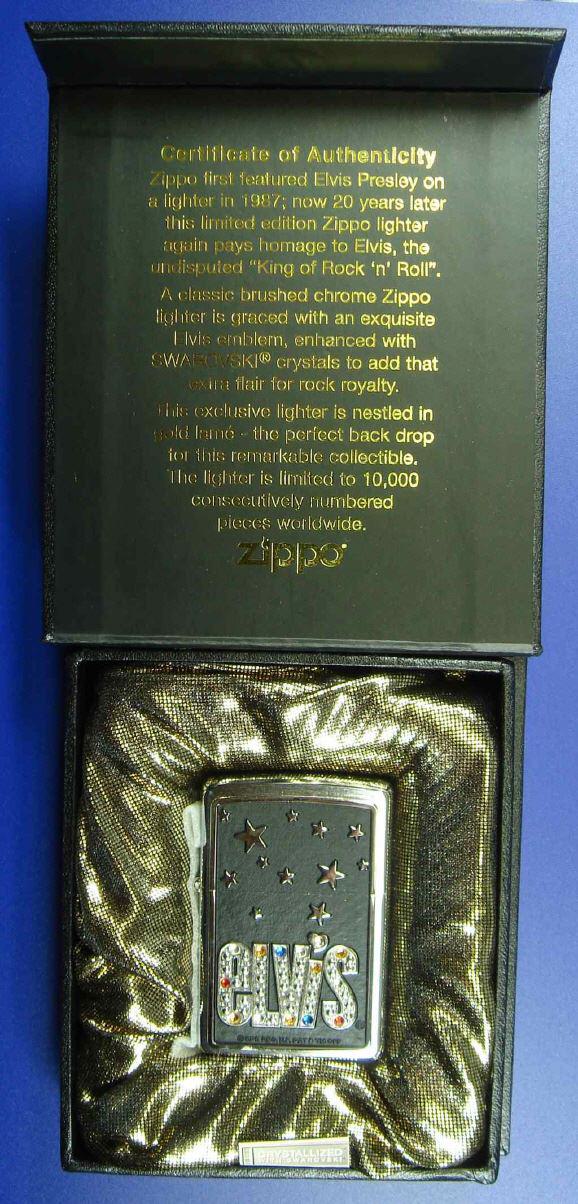 Certificate of Authenticity
Zippo first featured Elvis Presley on
a lighter in 1987; now 20 years later
this limited edition Zippo lighter
again pays homage to Elvis, the
undisputed "King of Rock 'n' Roll".
A classic brushed chrome Zippo
lighter is graced with an exquisite
Elvis emblem, enhanced with
SWAROVSKI® crystals to add that
extra flair for rock royalty.
This exclusive lighter is nestled in
gold lamé - the perfect back drop
for this remarkable collectible.
The lighter is limited to 10,000
consecutively numbered
pieces worldwide.
Zippo
eLViS
CRYSTALLIZED